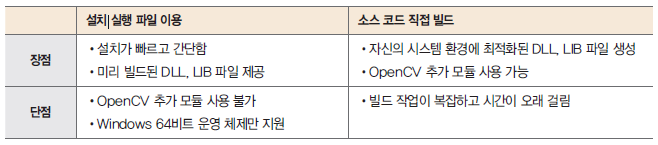 설치 실행 파일 이용
소스 코드 직접 빌드
장점
• 설치가 빠르고 간단함
• 미리 빌드된 DLL, LIB 파일 제공
• 자신의 시스템 환경에 최적화된 DLL, LIB 파일 생성
• OpenCV 추가 모듈 사용 가능
단점
• OpenCV 추가 모듈 사용 불가
• Windows 64비트 운영 체제만 지원
• 빌드 작업이 복잡하고 시간이 오래 걸림